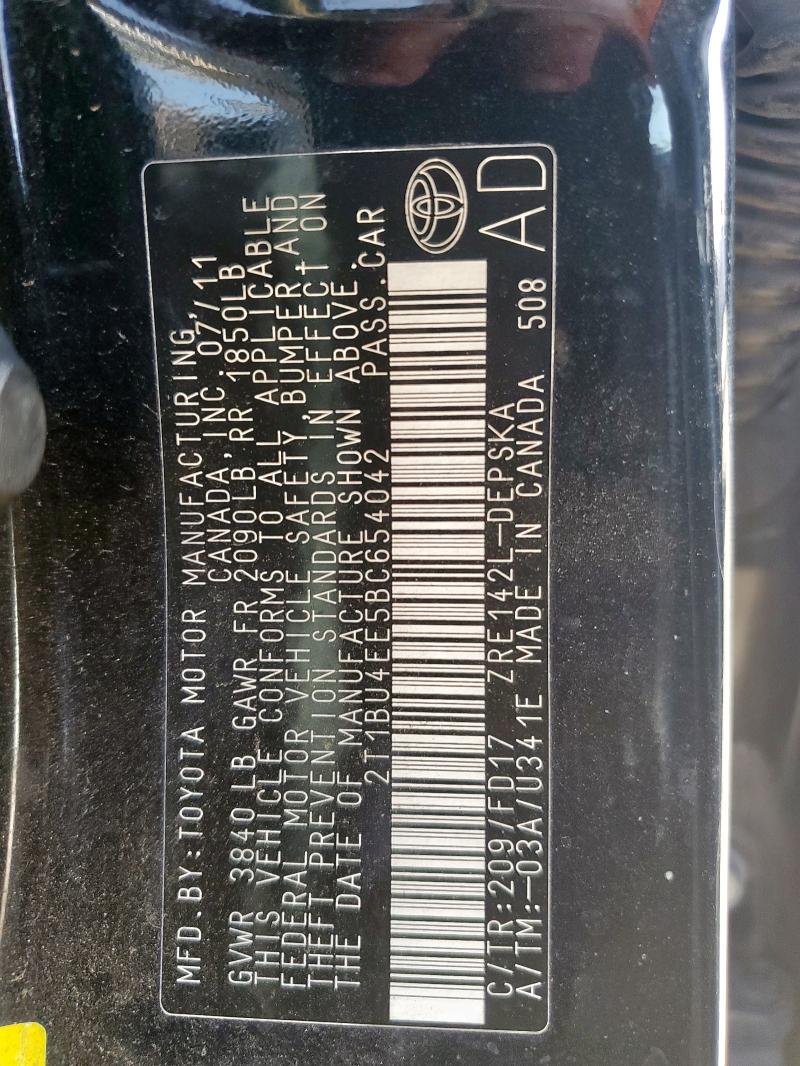 MFD.BY:TOYOTA MOTOR MANUFACTURING,
CANADA,INC. 07/11
GVWR 3840 LB GAWR FR 2090LB RR 1850LB
THIS VEHICLE CONFORMS TO ALL APPLICABLE
FEDERAL MOTOR VEHICLE SAFETY, BUMPER AND
THEFT PREVENTION STANDARDS IN EFFECT ON
THE DATE OF MANUFACTURE SHOWN ABOVE.
2T1BU4EE5BC654042 PASS.CAR
C/TR:209/FD17 ZRE142L-DEPSKA
A/TM:-03A/U341E MADE IN CANADA 508
AD